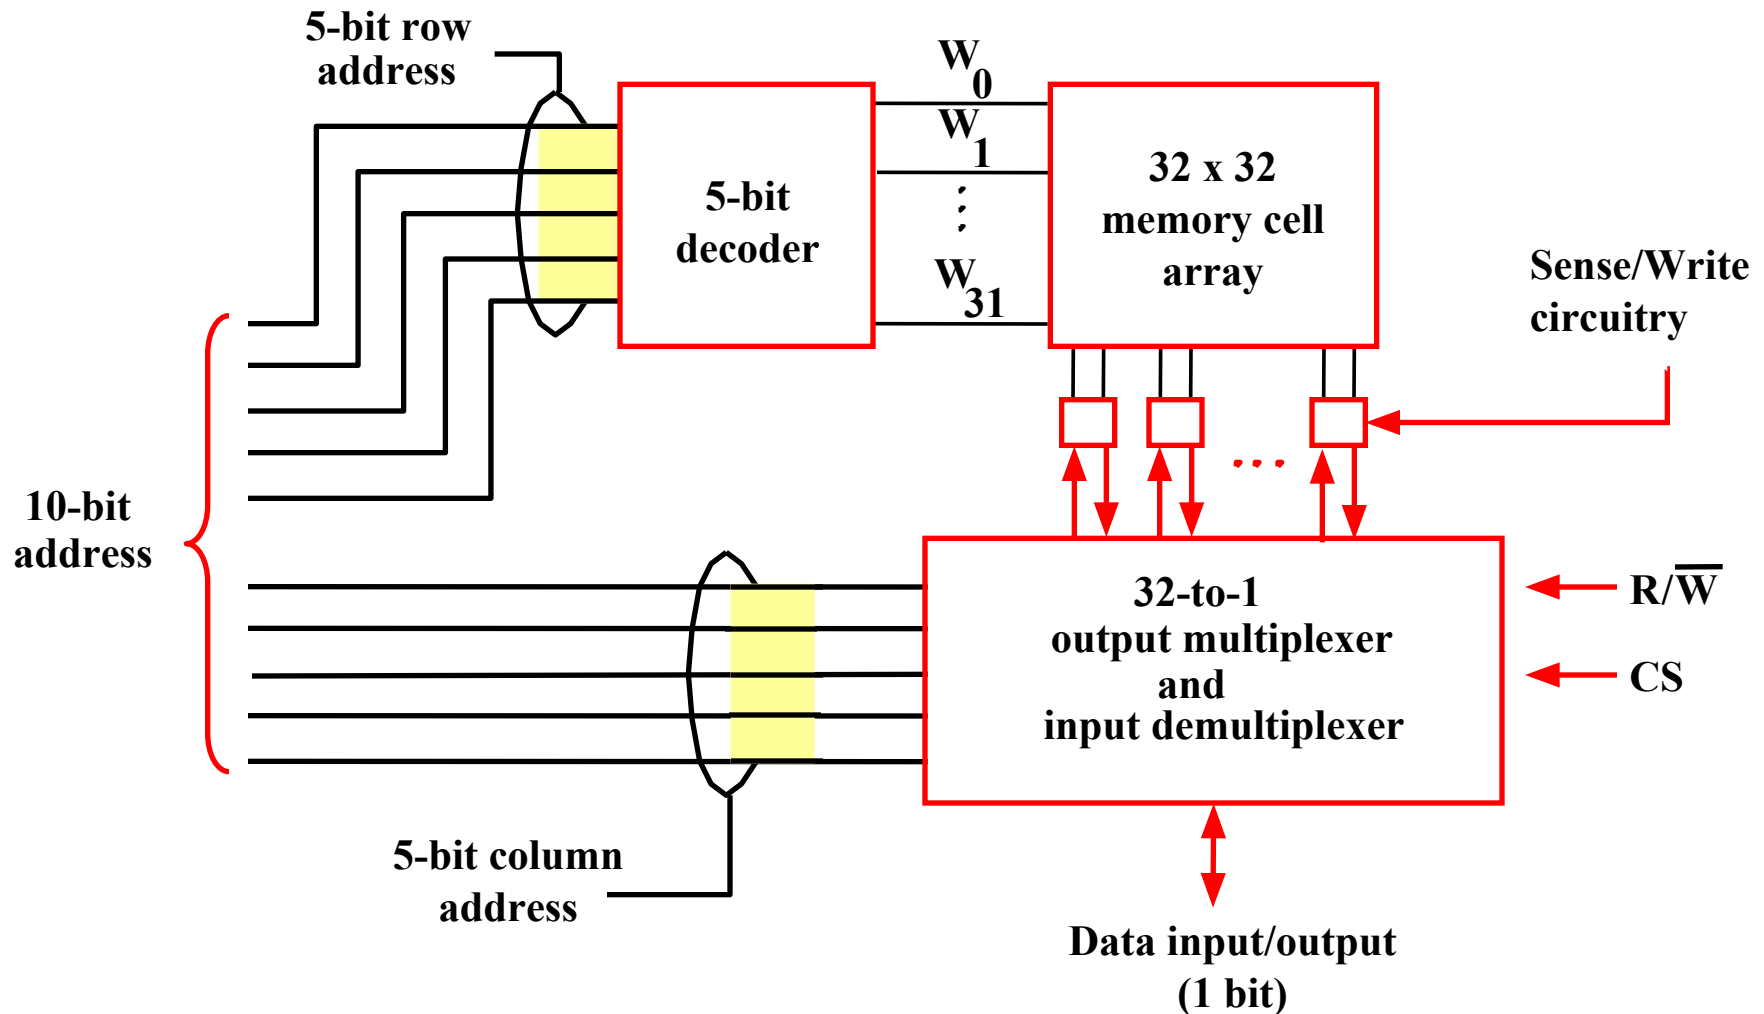 5-bit row
address
W0
W1
W31
5-bit
decoder
32 x 32
memory cell
array
Sense/Write
circuitry
10-bit
address
32-to-1
output multiplexer
and
input demultiplexer
R/W̅
CS
5-bit column
address
Data input/output
(1 bit)